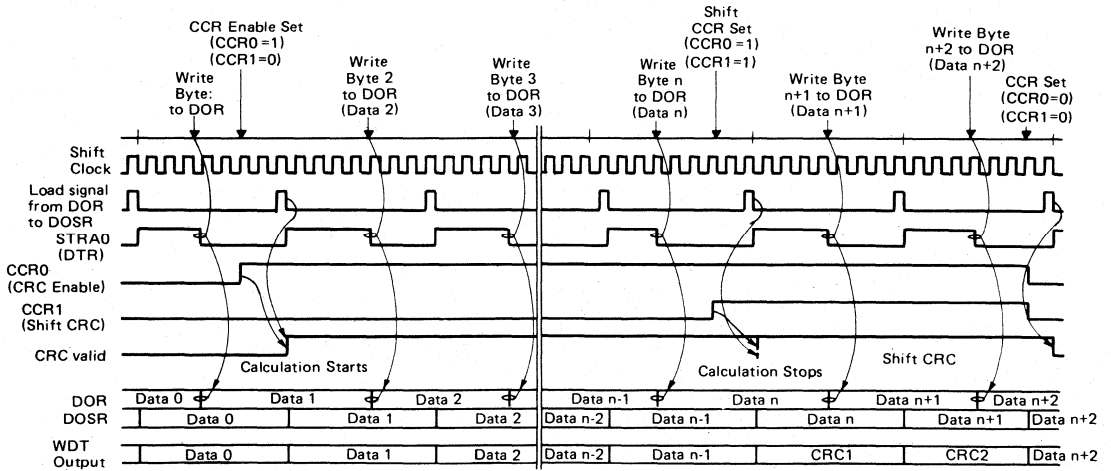 CCR Enable Set
(CCR0=1)
(CCR1=0)
Write
Byte:
to DOR
Write
Byte 2
to DOR
(Data 2)
Write
Byte 3
to DOR
(Data 3)
Write
Byte n
to DOR
(Data n)
Shift
CCR Set
(CCR0=1)
(CCR1=1)
Write Byte
n+1 to DOR
(Data n+1)
Write Byte
n+2 to DOR
(Data n+2)
CCR Set
(CCR0=0)
(CCR1=0)
Shift
Clock
Load signal
from DOR
to DOSR
STRA0
(DTR)
CCR0
(CRC Enable)
CCR1
(Shift CRC)
CRC valid
Calculation Starts
Calculation Stops
Shift CRC
DOR Data 0 Data 1 Data 2 Data n-1 Data n Data n+1 Data n+2
DOSR Data 0 Data 1 Data 2 Data n-2 Data n-1 Data n Data n+1 Data n+2
WDT
Output Data 0 Data 1 Data 2 Data n-2 Data n-1 CRC1 CRC2 Data n+2